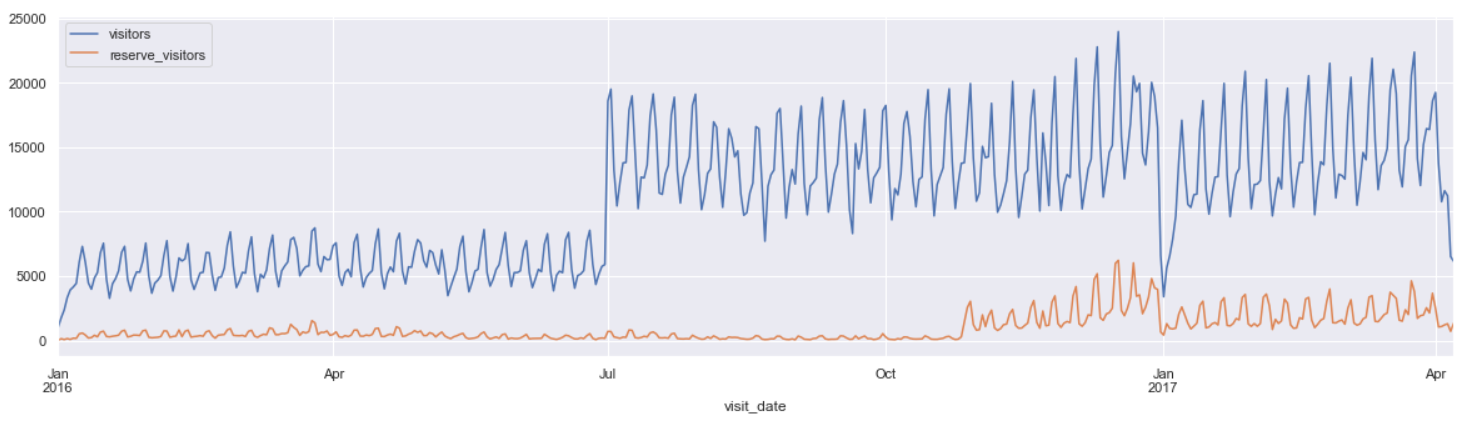 25000
20000
15000
10000
5000
0
visitors
reserve_visitors
Jan
2016
Apr
Jul
Oct
Jan
2017
Apr
visit_date